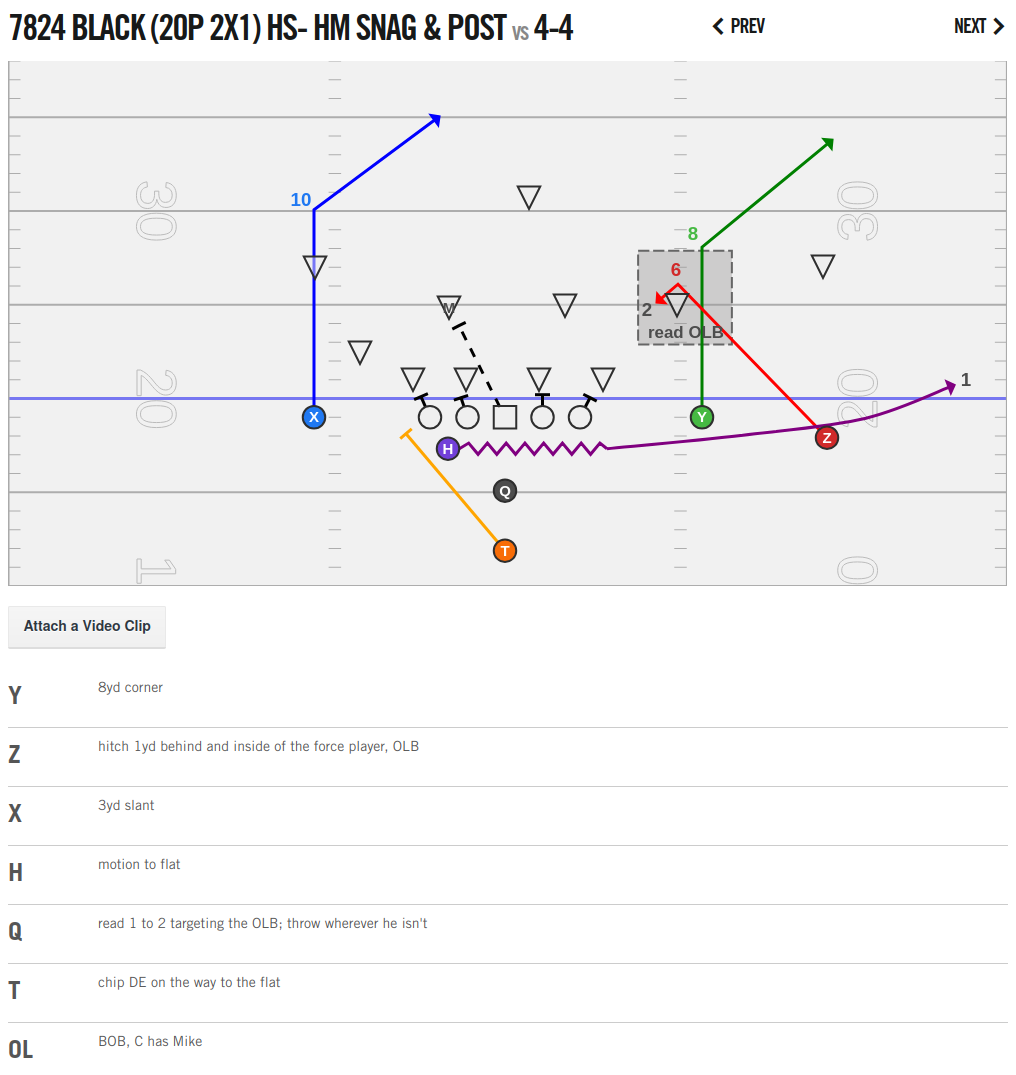 7824 BLACK (20P 2X1) HS- HM SNAG & POST vs 4-4
PREV
NEXT
30
30
10
8
6
M
2
read OLB
20
20
1
X
Y
Z
H
Q
T
1
0
Attach a Video Clip
Y 8yd corner
Z hitch 1yd behind and inside of the force player, OLB
X 3yd slant
H motion to flat
Q read 1 to 2 targeting the OLB; throw wherever he isn't
T chip DE on the way to the flat
OL BOB, C has Mike